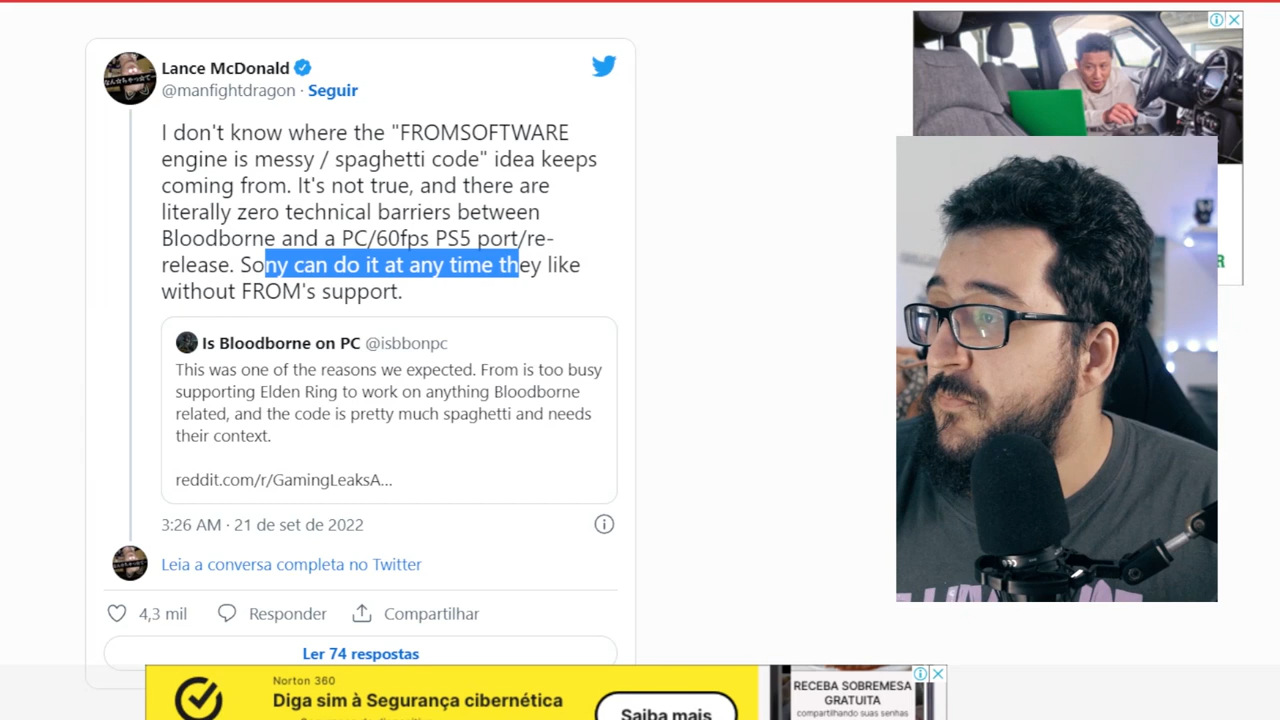 Lance McDonald
@manfightdragon · Seguir
I don't know where the "FROMSOFTWARE
engine is messy / spaghetti code" idea keeps
coming from. It's not true, and there are
literally zero technical barriers between
Bloodborne and a PC/60fps PS5 port/re-
release. Sony can do it at any time they like
without FROM's support.
Is Bloodborne on PC @isbbonpc
This was one of the reasons we expected. From is too busy
supporting Elden Ring to work on anything Bloodborne
related, and the code is pretty much spaghetti and needs
their context.
reddit.com/r/GamingLeaksA...
3:26 AM · 21 de set de 2022
Leia a conversa completa no Twitter
4,3 mil Responder Compartilhar
Ler 74 respostas
Norton 360
Diga sim à Segurança cibernética
Saiba mais
RECEBA SOBREMESA
GRATUITA
compartilhando suas senhas
R